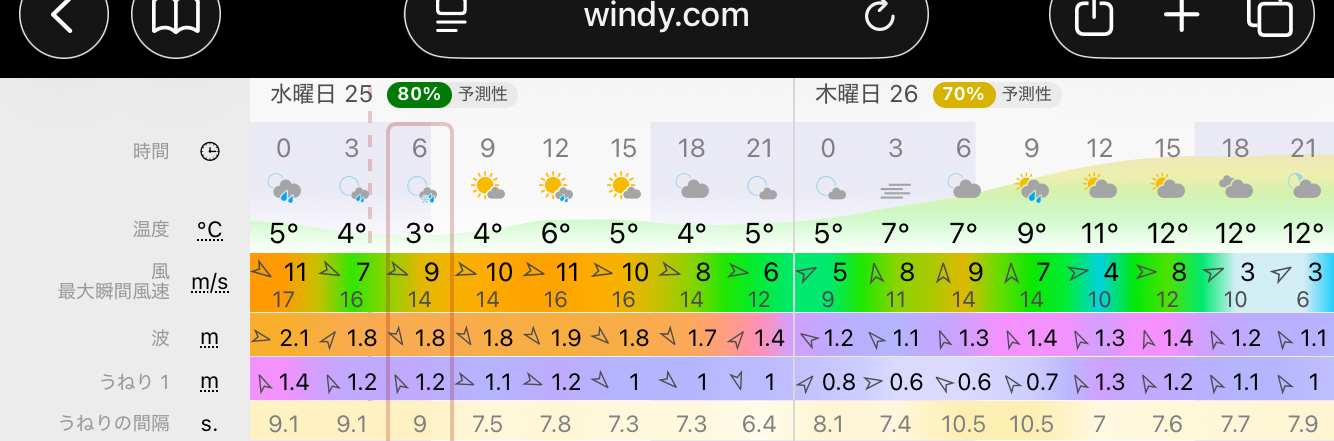 windy.com
水曜日 25 80% 予測性 木曜日 26 70% 予測性
時間 0 3 6 9 12 15 18 21 0 3 6 9 12 15 18 21
温度 °C 5° 4° 3° 4° 6° 5° 4° 5° 5° 7° 7° 9° 11° 12° 12° 12°
風 m/s 11 7 9 10 11 10 8 6 5 8 9 7 4 8 3 3
最大瞬間風速 17 16 14 14 16 16 14 12 9 11 14 14 10 12 10 6
波 m 2.1 1.8 1.8 1.8 1.9 1.8 1.7 1.4 1.2 1.1 1.3 1.4 1.3 1.4 1.2 1.1
うねり 1 m 1.4 1.2 1.2 1.1 1.2 1 1 1 0.8 0.6 0.6 0.7 1.3 1.2 1.1 1
うねりの間隔 s. 9.1 9.1 9 7.5 7.8 7.3 7.3 6.4 8.1 7.4 10.5 10.5 7 7.6 7.7 7.9